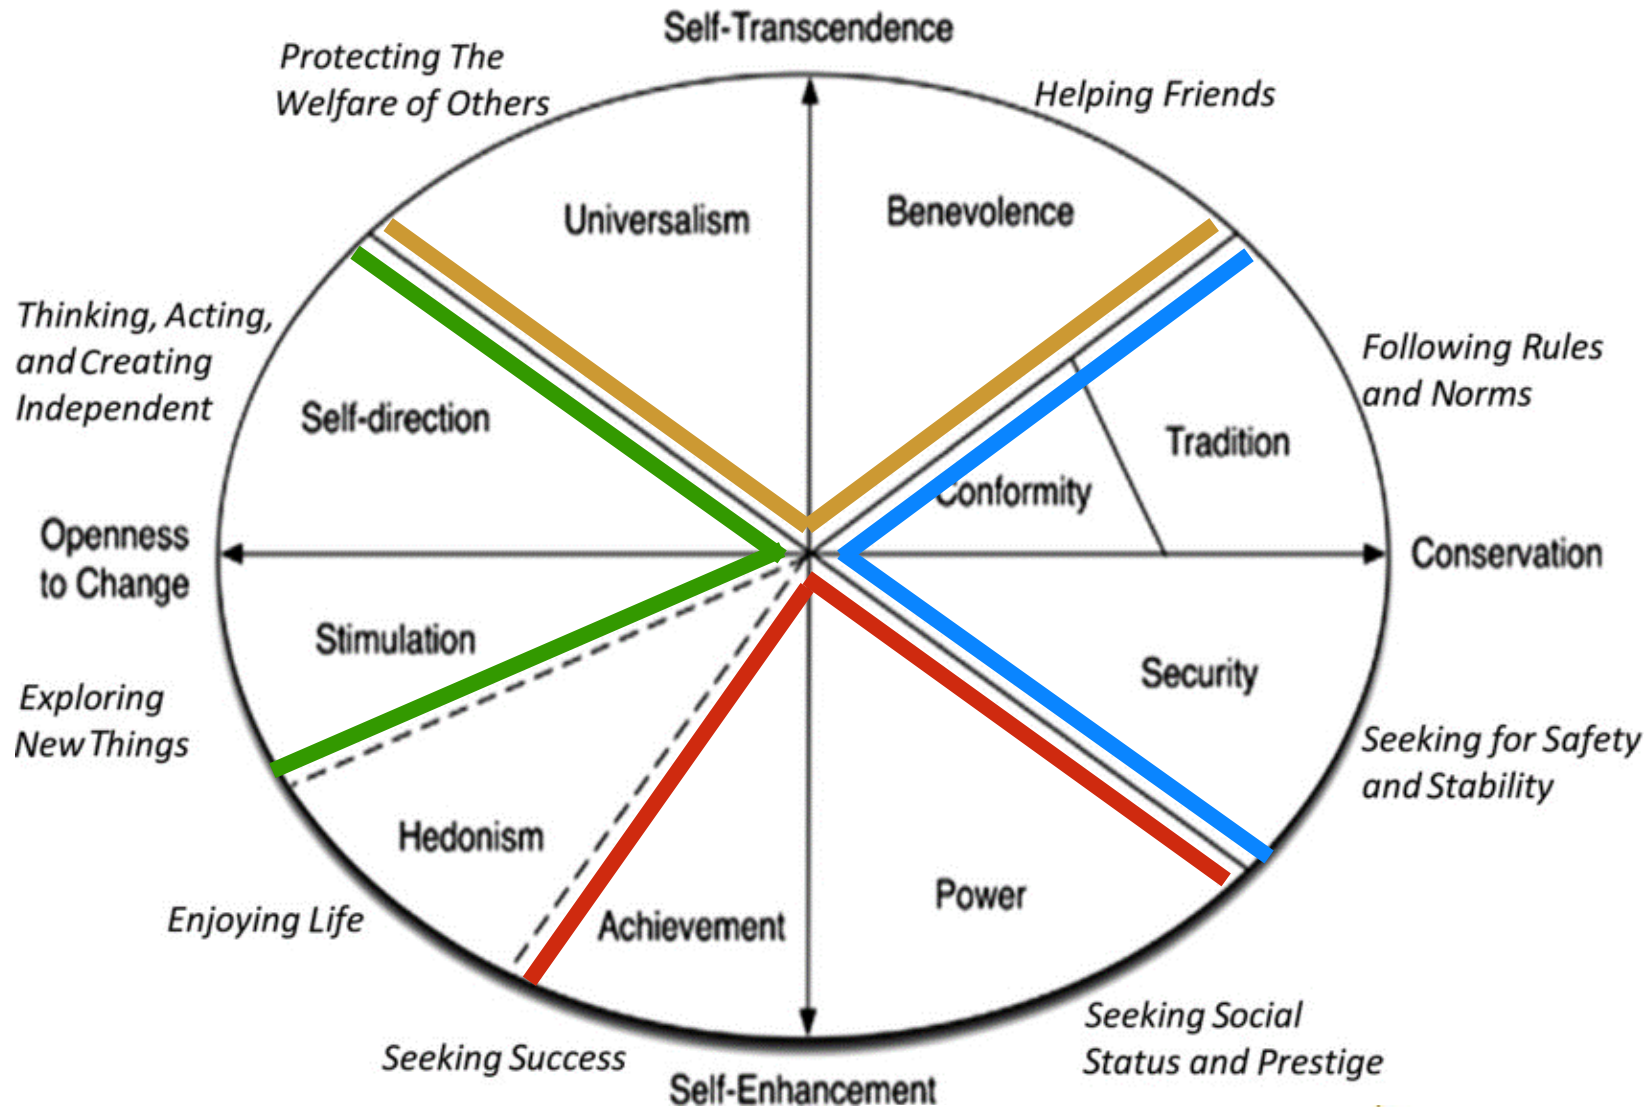 Self-Transcendence
Protecting The
Welfare of Others
Helping Friends
Universalism
Benevolence
Thinking, Acting,
and Creating
Independent
Following Rules
and Norms
Self-direction
Tradition
Conformity
Openness
to Change
Conservation
Stimulation
Security
Exploring
New Things
Seeking for Safety
and Stability
Hedonism
Power
Enjoying Life
Achievement
Seeking Success
Seeking Social
Status and Prestige
Self-Enhancement